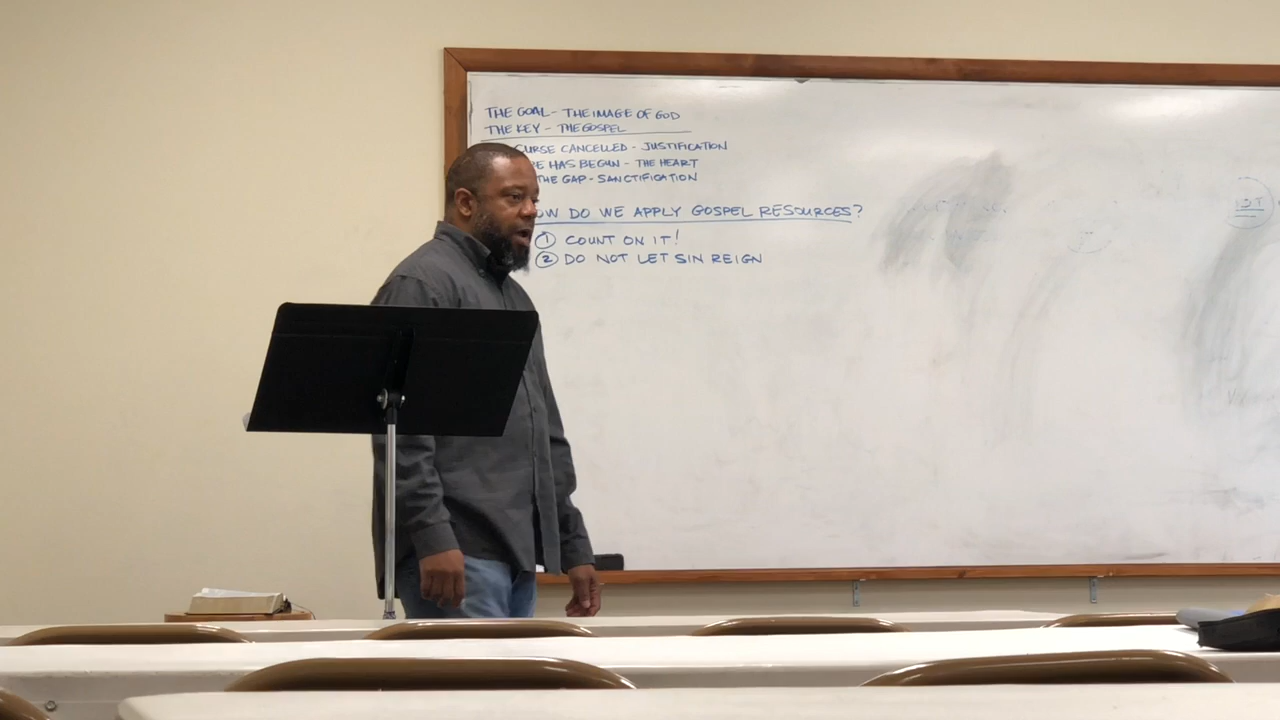 THE GOAL - THE IMAGE OF GOD
THE KEY - THE GOSPEL
CURSE CANCELLED - JUSTIFICATION
HAS BEGUN - THE HEART
THE GAP - SANCTIFICATION
DO WE APPLY GOSPEL RESOURCES?
① COUNT ON IT!
② DO NOT LET SIN REIGN